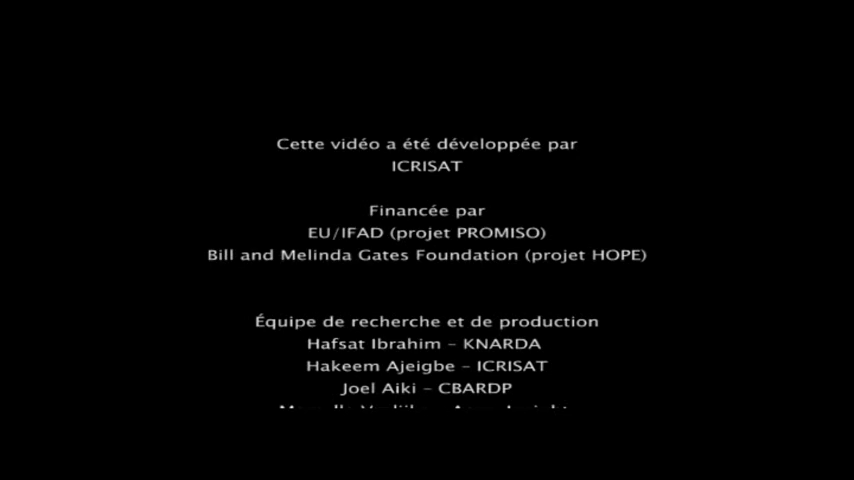 Cette vidéo a été développée par
ICRISAT
Financée par
EU/IFAD (projet PROMISO)
Bill and Melinda Gates Foundation (projet HOPE)
Équipe de recherche et de production
Hafsat Ibrahim – KNARDA
Hakeem Ajeigbe – ICRISAT
Joel Aiki – CBARDP